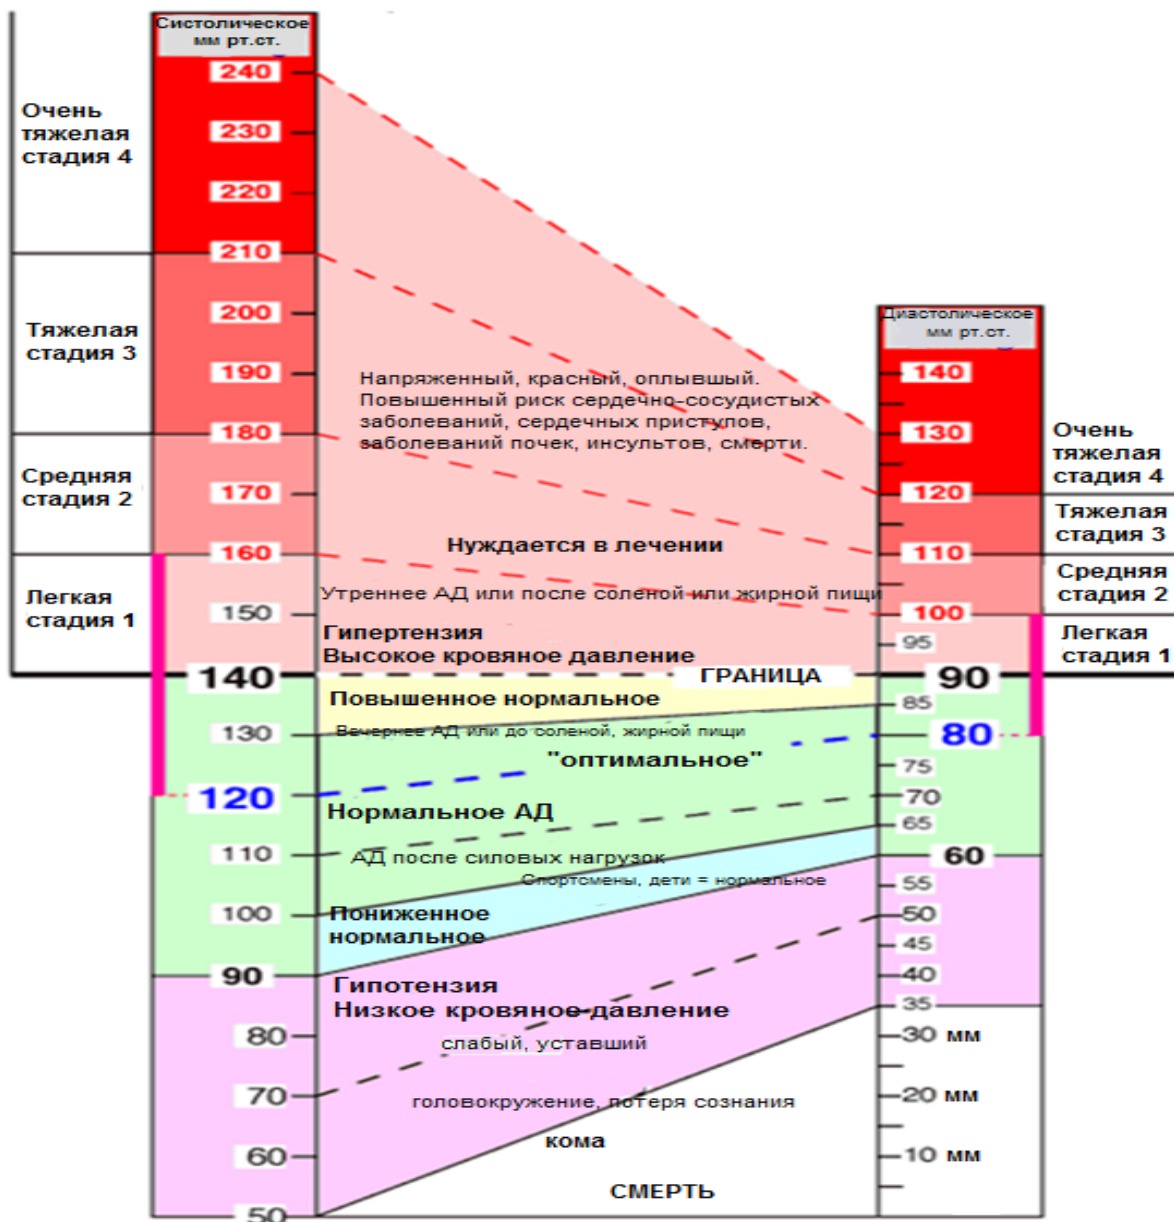 Систолическое
мм рт.ст.
240
Очень
тяжелая
стадия 4
230
220
210
200
Тяжелая
стадия 3
190
180
Средняя
стадия 2
170
160
Легкая
стадия 1
150
140
130
120
110
100
90
80
70
60
50
Напряженный, красный, оплывший.
Повышенный риск сердечно-сосудистых
заболеваний, сердечных приступов,
заболеваний почек, инсультов, смерти.
Нуждается в лечении
Утреннее АД или после соленой или жирной пищи
Гипертензия
Высокое кровяное давление
ГРАНИЦА
Повышенное нормальное
Вечернее АД или до соленой, жирной пищи
"оптимальное"
Нормальное АД
АД после силовых нагрузок
Спортсмены, дети = нормальное
Пониженное
нормальное
Гипотензия
Низкое кровяное давление
слабый, уставший
головокружение, потеря сознания
кома
СМЕРТЬ
Диастолическое
мм рт.ст.
140
130
Очень
тяжелая
стадия 4
120
Тяжелая
стадия 3
110
Средняя
стадия 2
100
95
Легкая
стадия 1
90
85
80
75
70
65
60
55
50
45
40
35
30 мм
20 мм
10 мм